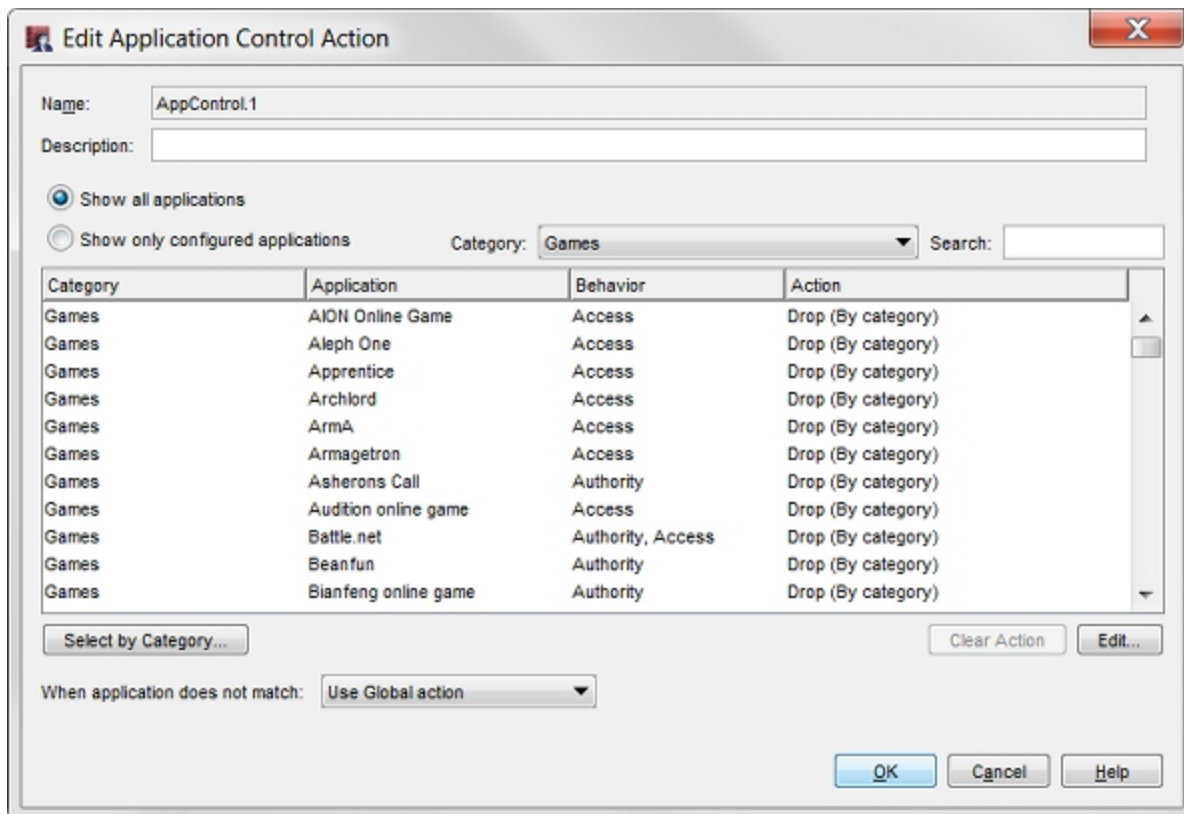 Edit Application Control Action
X
Name: AppControl.1
Description:
Show all applications
Show only configured applications Category: Games Search:
Category Application Behavior Action
Games AION Online Game Access Drop (By category)
Games Aleph One Access Drop (By category)
Games Apprentice Access Drop (By category)
Games Archlord Access Drop (By category)
Games ArmA Access Drop (By category)
Games Armagetron Access Drop (By category)
Games Asherons Call Authority Drop (By category)
Games Audition online game Access Drop (By category)
Games Battle.net Authority, Access Drop (By category)
Games Beanfun Authority Drop (By category)
Games Bianfeng online game Authority Drop (By category)
Select by Category... Clear Action Edit...
When application does not match: Use Global action
OK Cancel Help